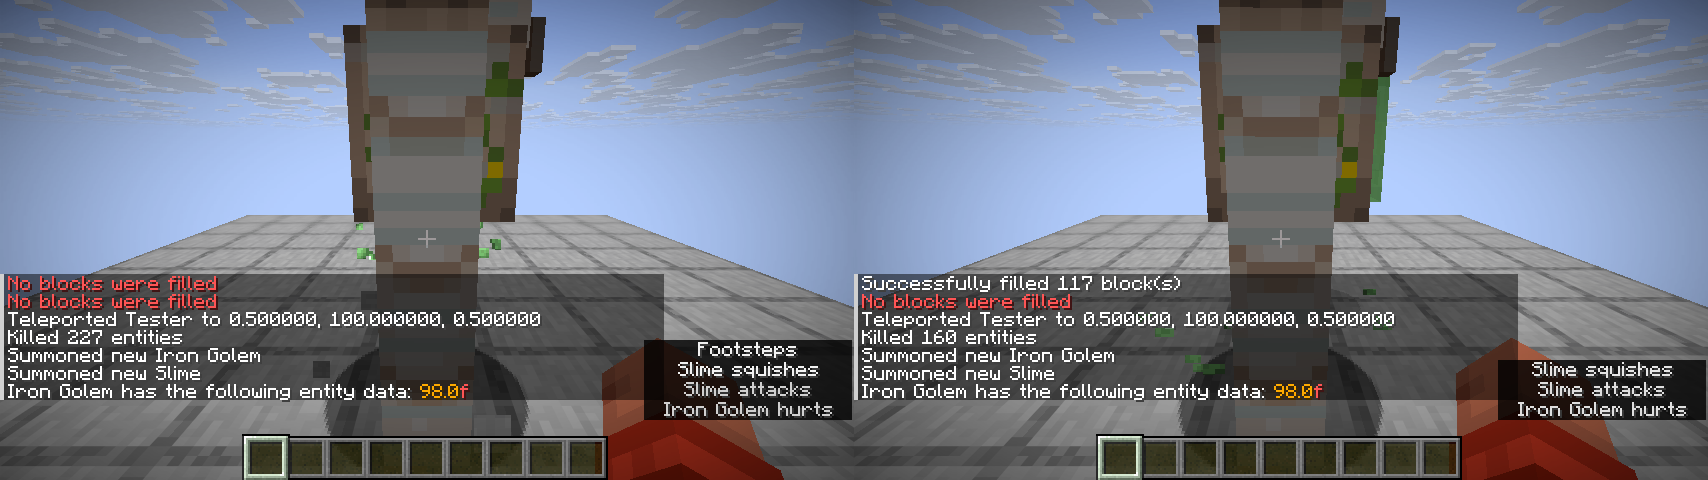 No blocks were filled
No blocks were filled
Teleported Tester to 0.500000, 100.000000, 0.500000
Killed 227 entities
Summoned new Iron Golem
Summoned new Slime
Iron Golem has the following entity data: 98.0f
Footsteps
Slime squishes
Slime attacks
Iron Golem hurts
Successfully filled 117 block(s)
No blocks were filled
Teleported Tester to 0.500000, 100.000000, 0.500000
Killed 160 entities
Summoned new Iron Golem
Summoned new Slime
Iron Golem has the following entity data: 98.0f
Slime squishes
Slime attacks
Iron Golem hurts